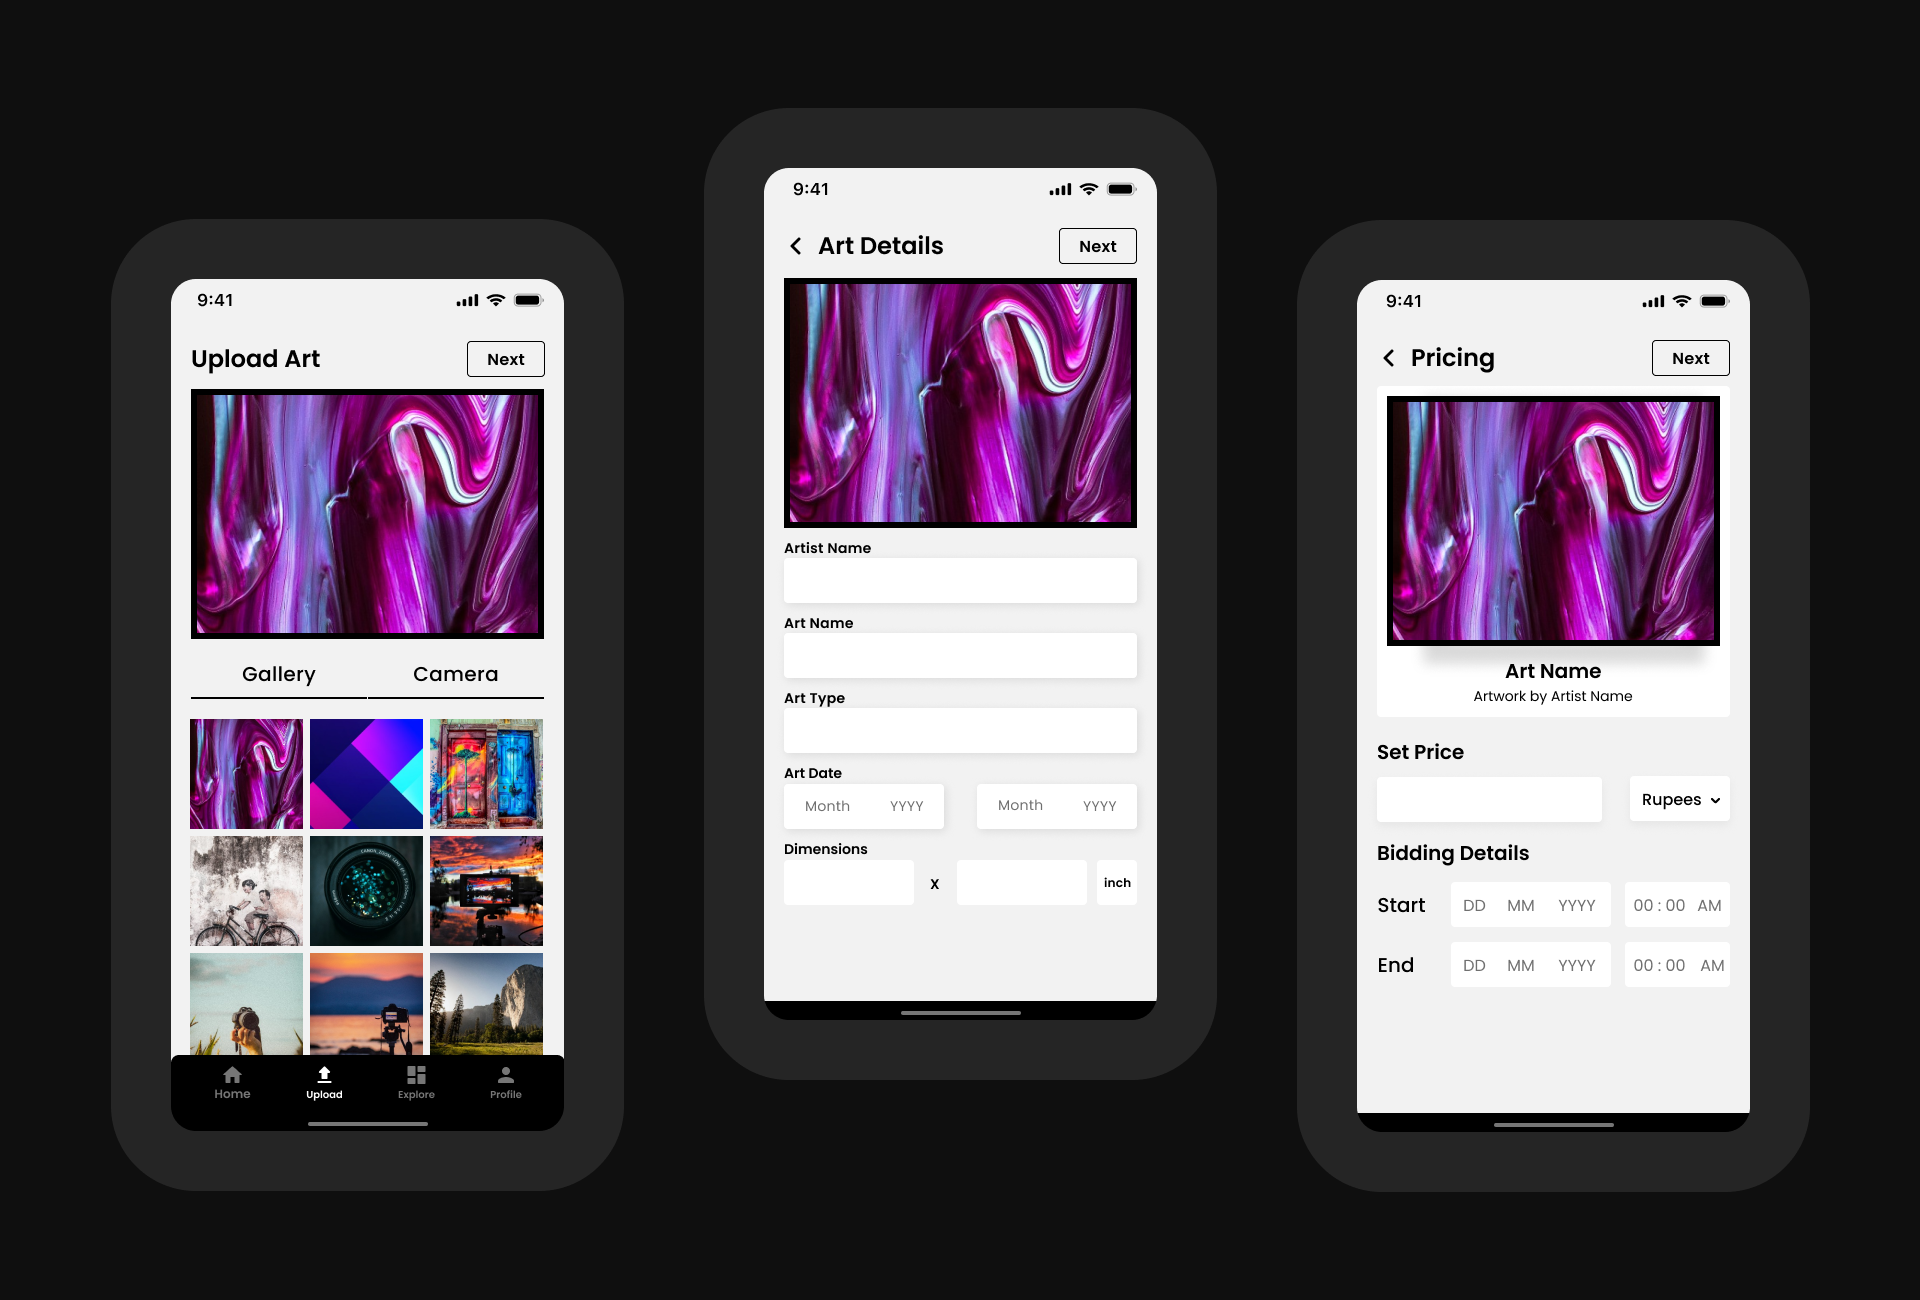 9:41
Upload Art
Next
Gallery
Camera
Home
Upload
Explore
Profile
9:41
Art Details
Next
Artist Name
Art Name
Art Type
Art Date
Month YYYY
Month YYYY
Dimensions
X
inch
9:41
Pricing
Next
Art Name
Artwork by Artist Name
Set Price
Rupees
Bidding Details
Start DD MM YYYY 00 : 00 AM
End DD MM YYYY 00 : 00 AM